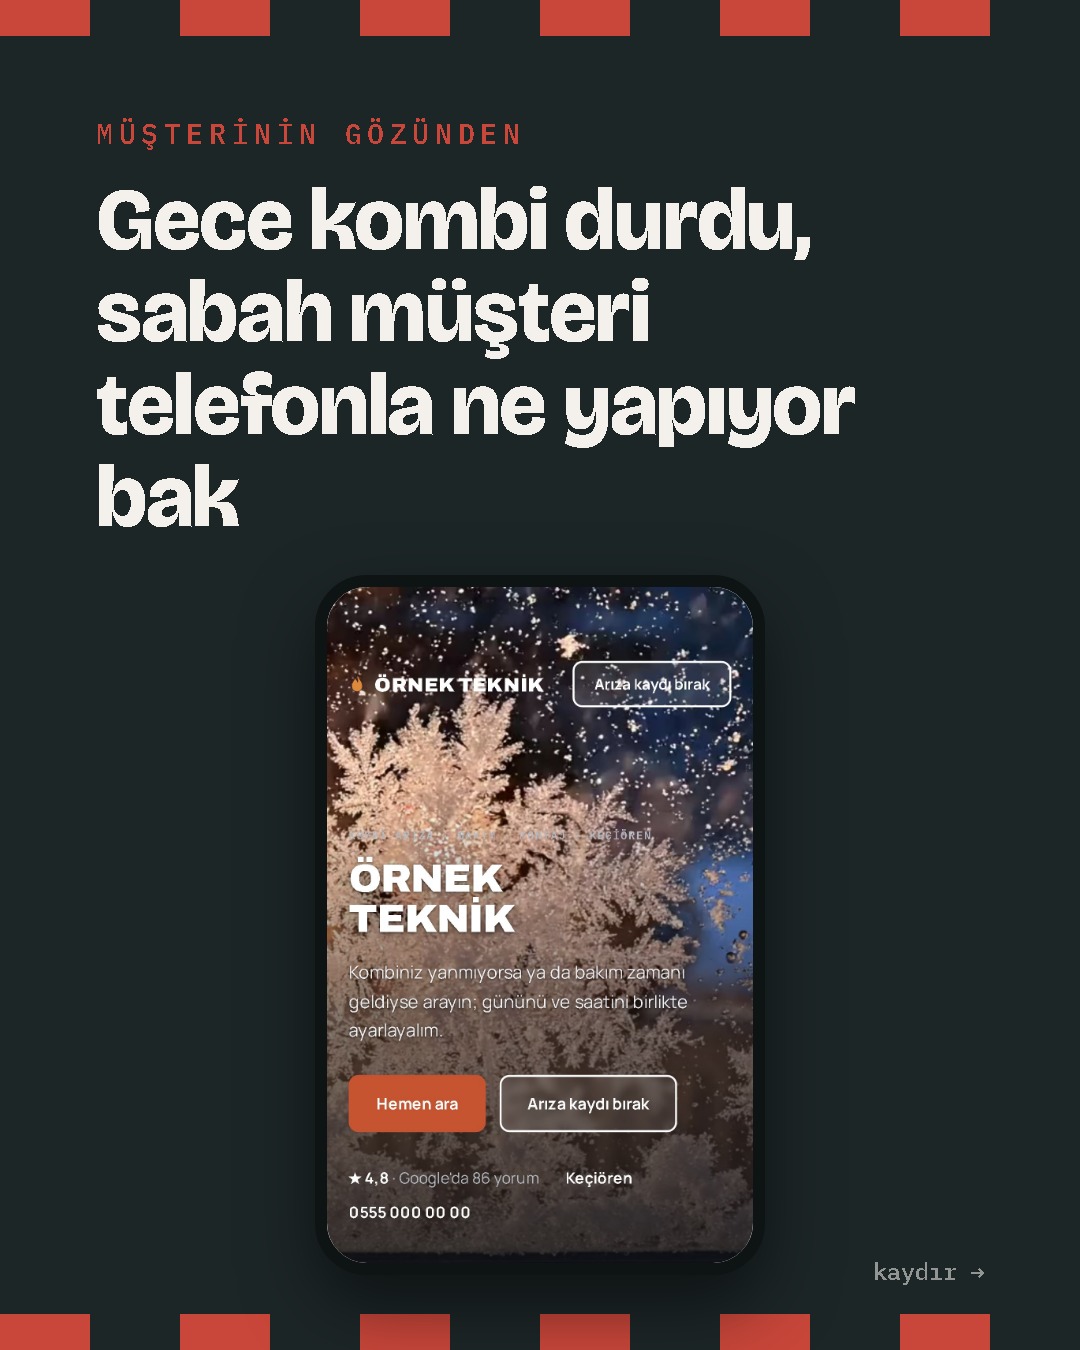 MÜŞTERİNİN GÖZÜNDEN
Gece kombi durdu,
sabah müşteri
telefonla ne yapıyor
bak
ÖRNEK TEKNİK
Arıza kaydı bırak
KEÇİÖREN
ÖRNEK
TEKNİK
Kombiniz yanmıyorsa ya da bakım zamanı
geldiyse arayın; gününü ve saatini birlikte
ayarlayalım.
Hemen ara
Arıza kaydı bırak
★ 4,8 · Google'da 86 yorum
Keçiören
0555 000 00 00
kaydır →